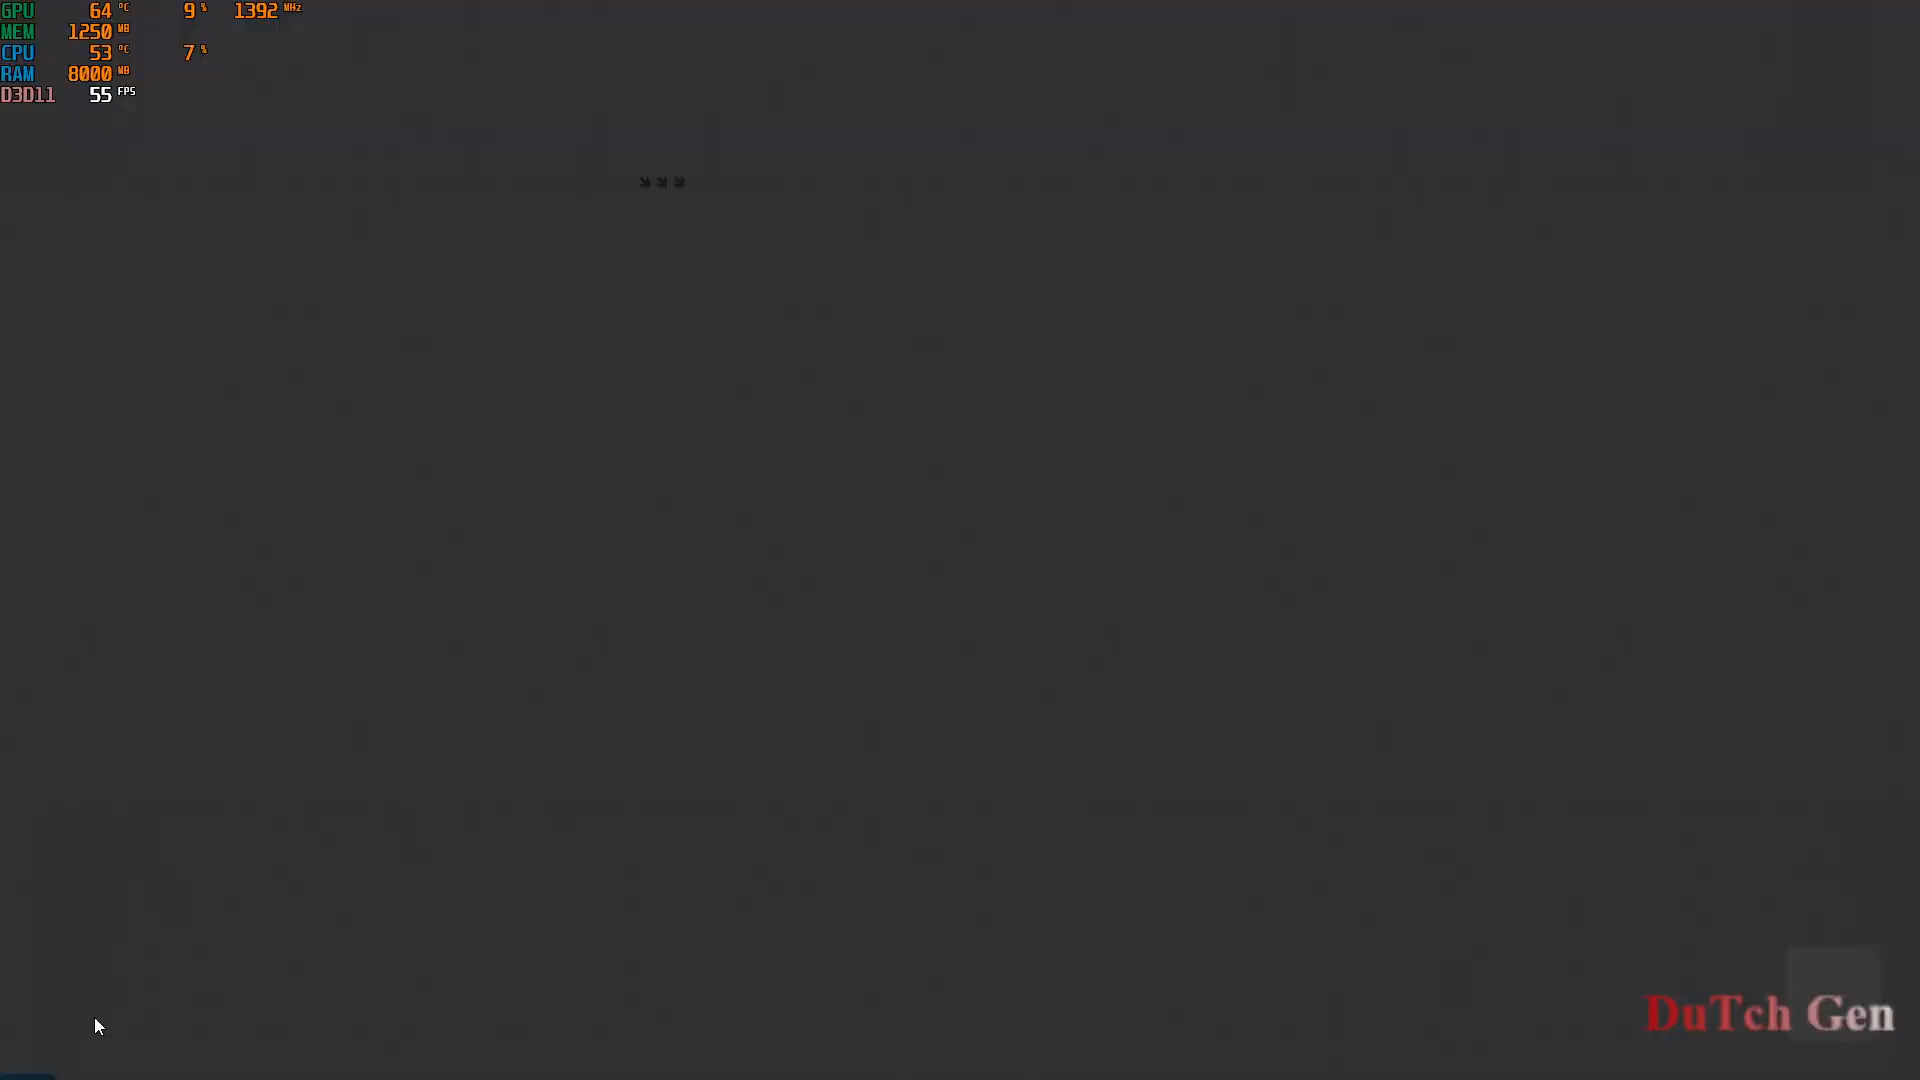 GPU 64 °C 9 % 1392 MHz
MEM 1250 MB
CPU 53 °C 7 %
RAM 8000 MB
D3D11 55 FPS
DuTch Gen